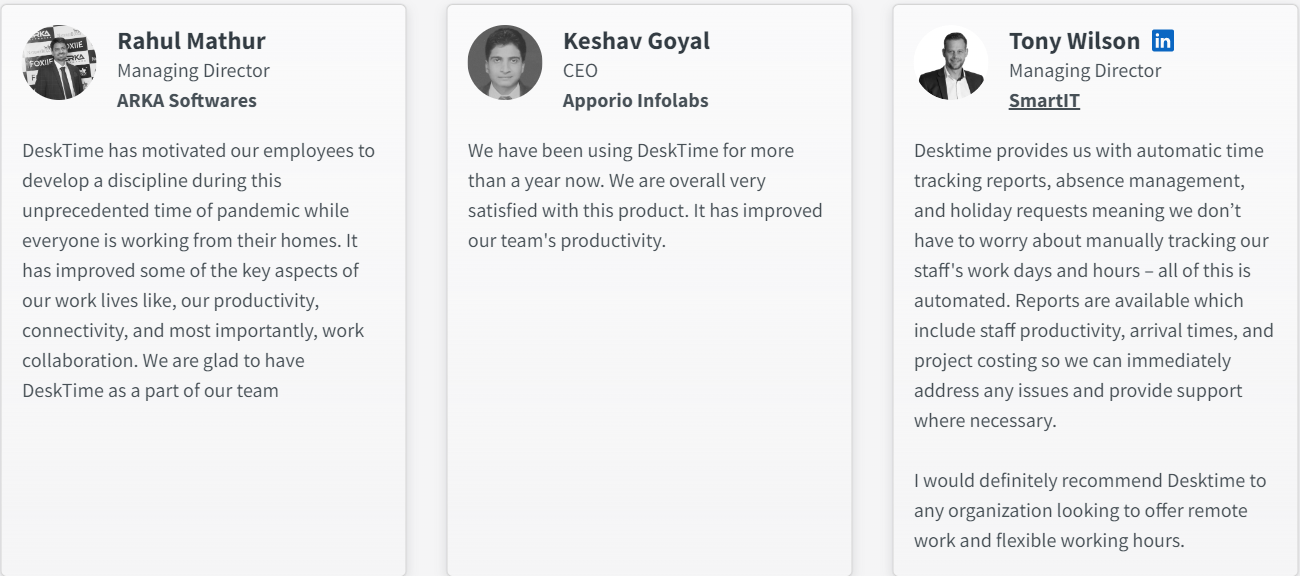 Rahul Mathur
Managing Director
ARKA Softwares
DeskTime has motivated our employees to
develop a discipline during this
unprecedented time of pandemic while
everyone is working from their homes. It
has improved some of the key aspects of
our work lives like, our productivity,
connectivity, and most importantly, work
collaboration. We are glad to have
DeskTime as a part of our team
Keshav Goyal
CEO
Apporio Infolabs
We have been using DeskTime for more
than a year now. We are overall very
satisfied with this product. It has improved
our team's productivity.
Tony Wilson in
Managing Director
SmartIT
Desktime provides us with automatic time
tracking reports, absence management,
and holiday requests meaning we don’t
have to worry about manually tracking our
staff's work days and hours – all of this is
automated. Reports are available which
include staff productivity, arrival times, and
project costing so we can immediately
address any issues and provide support
where necessary.
I would definitely recommend Desktime to
any organization looking to offer remote
work and flexible working hours.